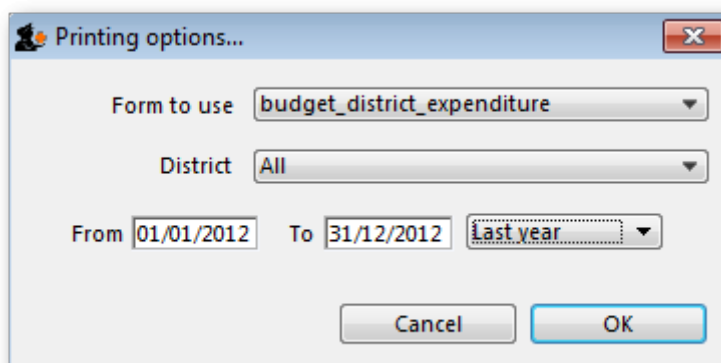 Printing options...
Form to use budget_district_expenditure
District All
From 01/01/2012 To 31/12/2012 Last year
Cancel OK